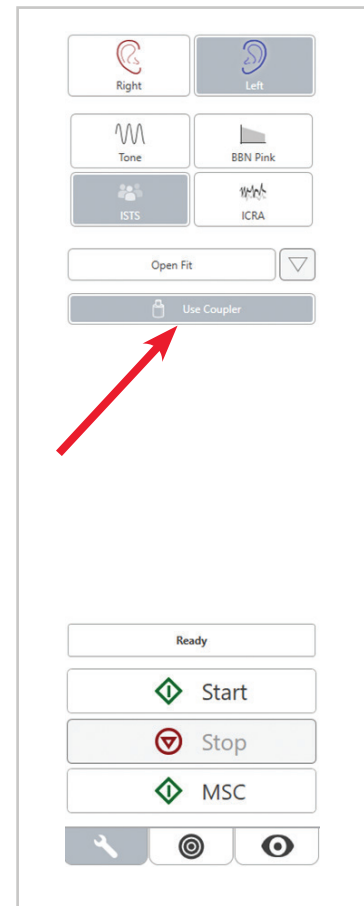 Right Left
Tone BBN Pink
ISTS ICRA
Open Fit
Use Coupler
Ready
Start
Stop
MSC